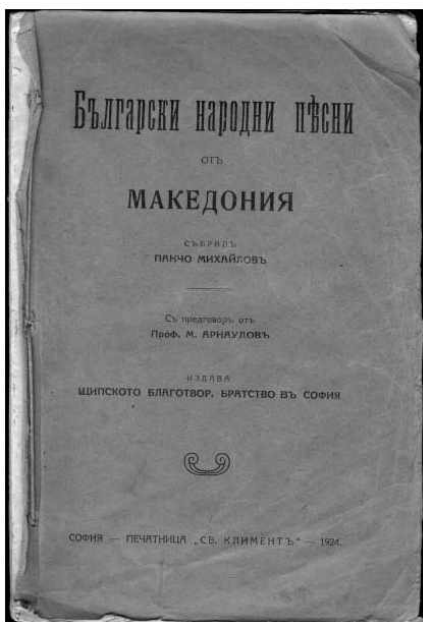 Български народни пѣсни
отъ
МАКЕДОНИЯ
СЪБРАЛЪ
ПАНЧО МИХАЙЛОВЪ
Съ предговоръ отъ
Проф. М. АРНАУДОВЪ
ИЗДАВА
ЩИПСКОТО БЛАГОТВОР. БРАТСТВО ВЪ СОФИЯ
СОФИЯ — ПЕЧАТНИЦА „СВ. КЛИМЕНТЪ" — 1924.